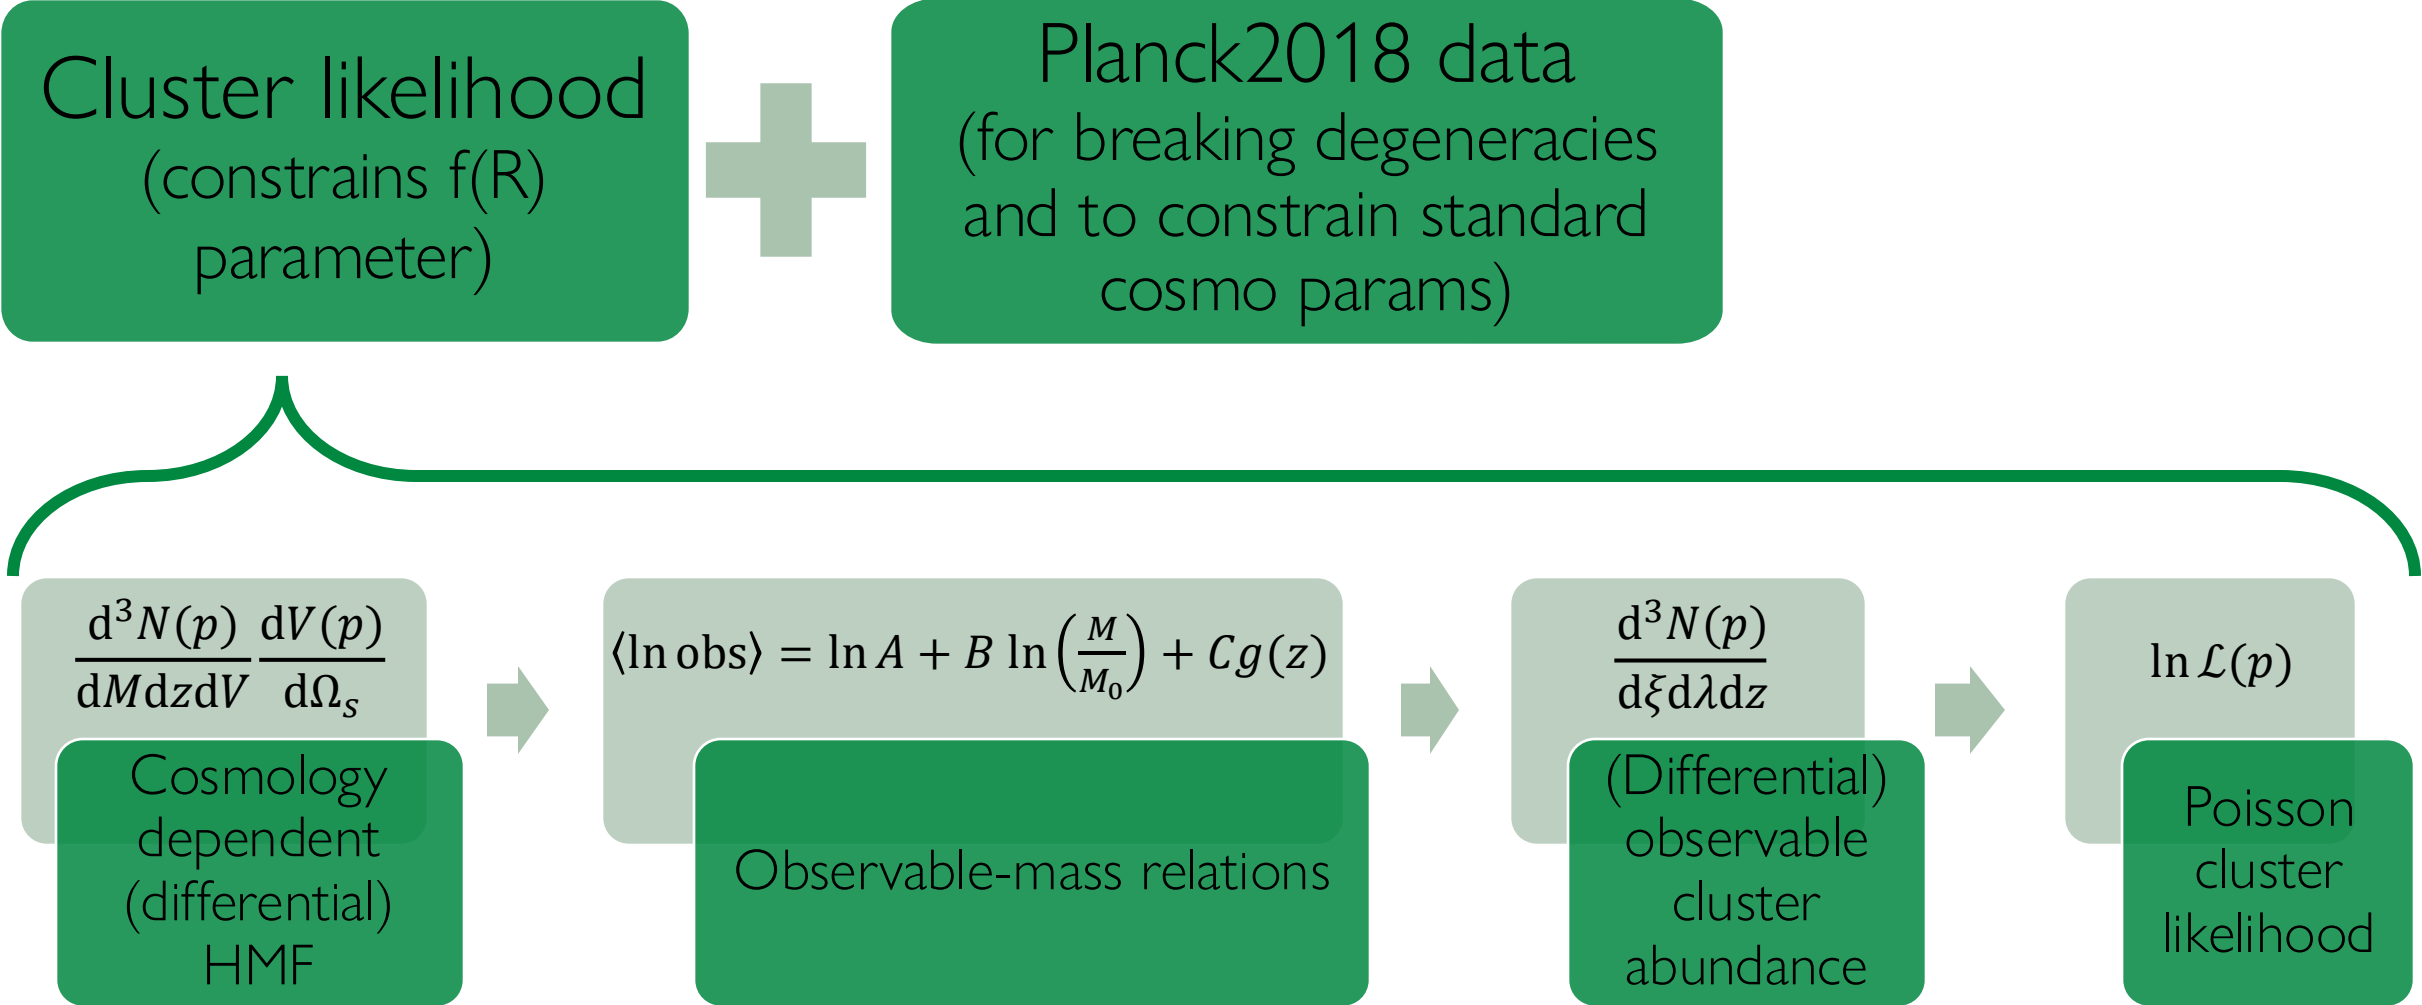 Cluster likelihood
(constrains f(R)
parameter)
Planck2018 data
(for breaking degeneracies
and to constrain standard
cosmo params)
d³N(p)/dMdzdV dV(p)/dΩₛ
Cosmology
dependent
(differential)
HMF
⟨ln obs⟩ = ln A + B ln(M/M₀) + Cg(z)
Observable-mass relations
d³N(p)/dξdλdz
(Differential)
observable
cluster
abundance
ln ℒ(p)
Poisson
cluster
likelihood